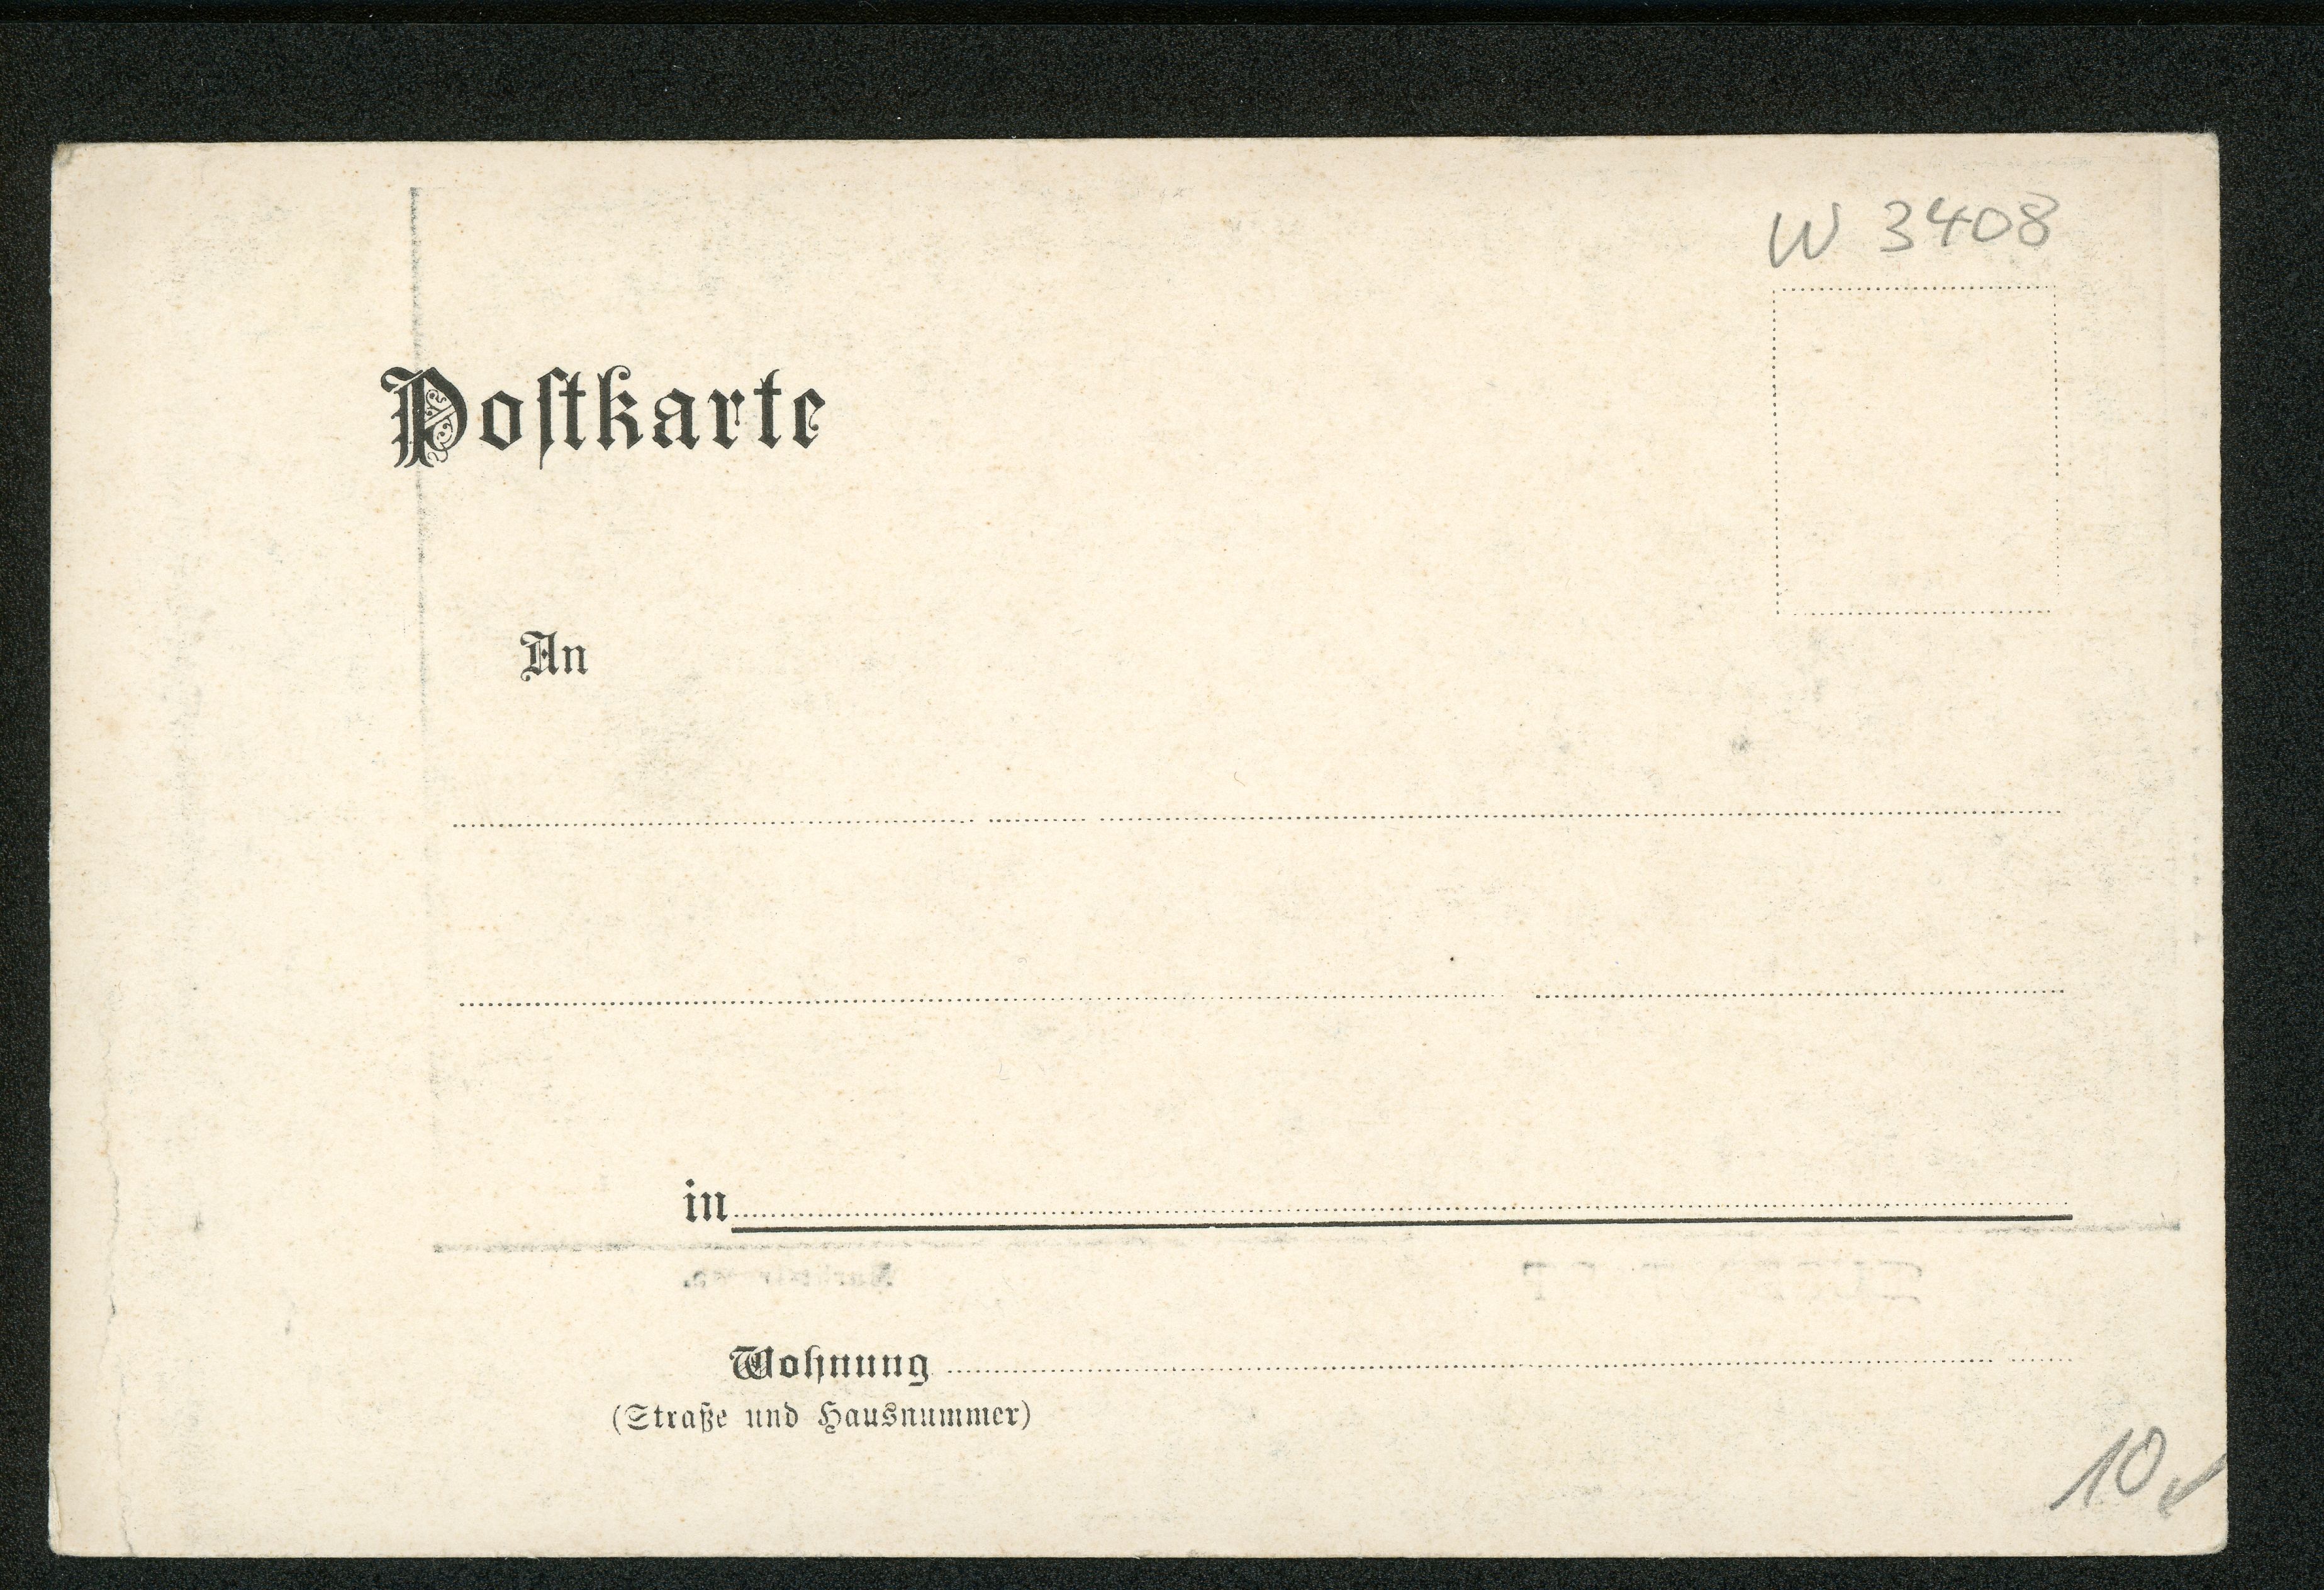 W 3408
Postkarte
An
in
Wohnung
(Straße und Hausnummer)
10